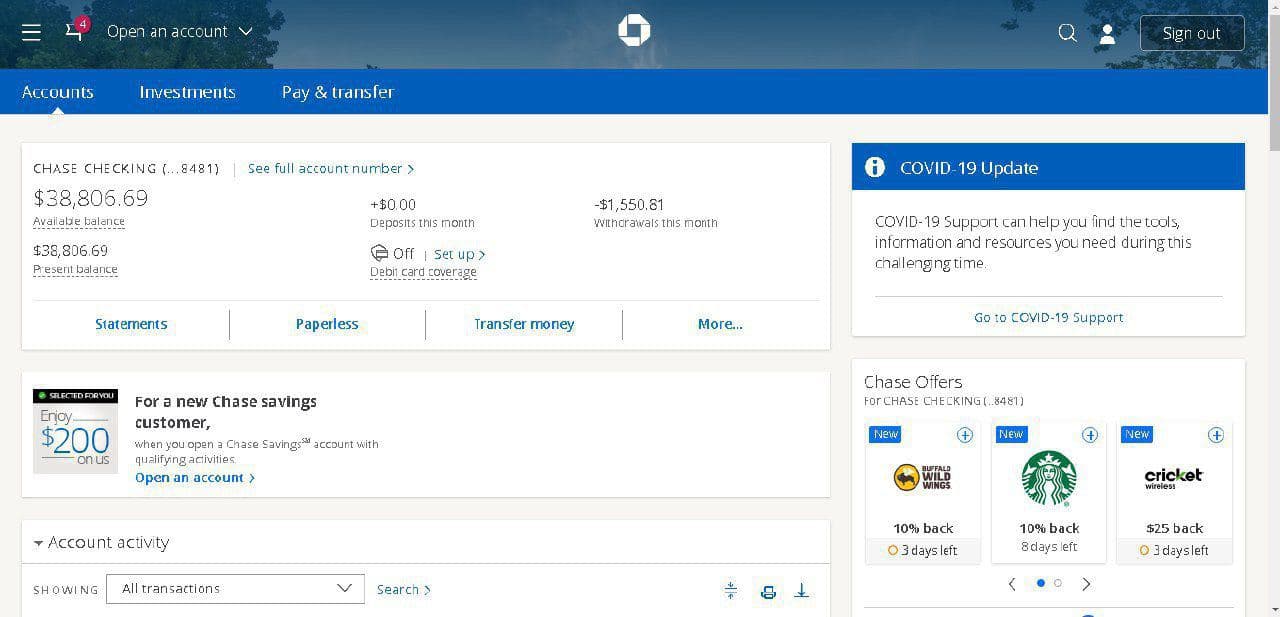 4
Open an account
Sign out
Accounts
Investments
Pay & transfer
CHASE CHECKING (...8481)
See full account number
$38,806.69
Available balance
+$0.00
Deposits this month
-$1,550.81
Withdrawals this month
$38,806.69
Present balance
Off
Set up
Debit card coverage
Statements
Paperless
Transfer money
More...
SELECTED FOR YOU
Enjoy
$200
on us
For a new Chase savings
customer,
when you open a Chase Savings℠ account with
qualifying activities.
Open an account
Account activity
SHOWING
All transactions
Search
COVID-19 Update
COVID-19 Support can help you find the tools,
information and resources you need during this
challenging time.
Go to COVID-19 Support
Chase Offers
For CHASE CHECKING (...8481)
New
BUFFALO
WILD
WINGS
10% back
3 days left
New
10% back
8 days left
New
cricket
wireless
$25 back
3 days left